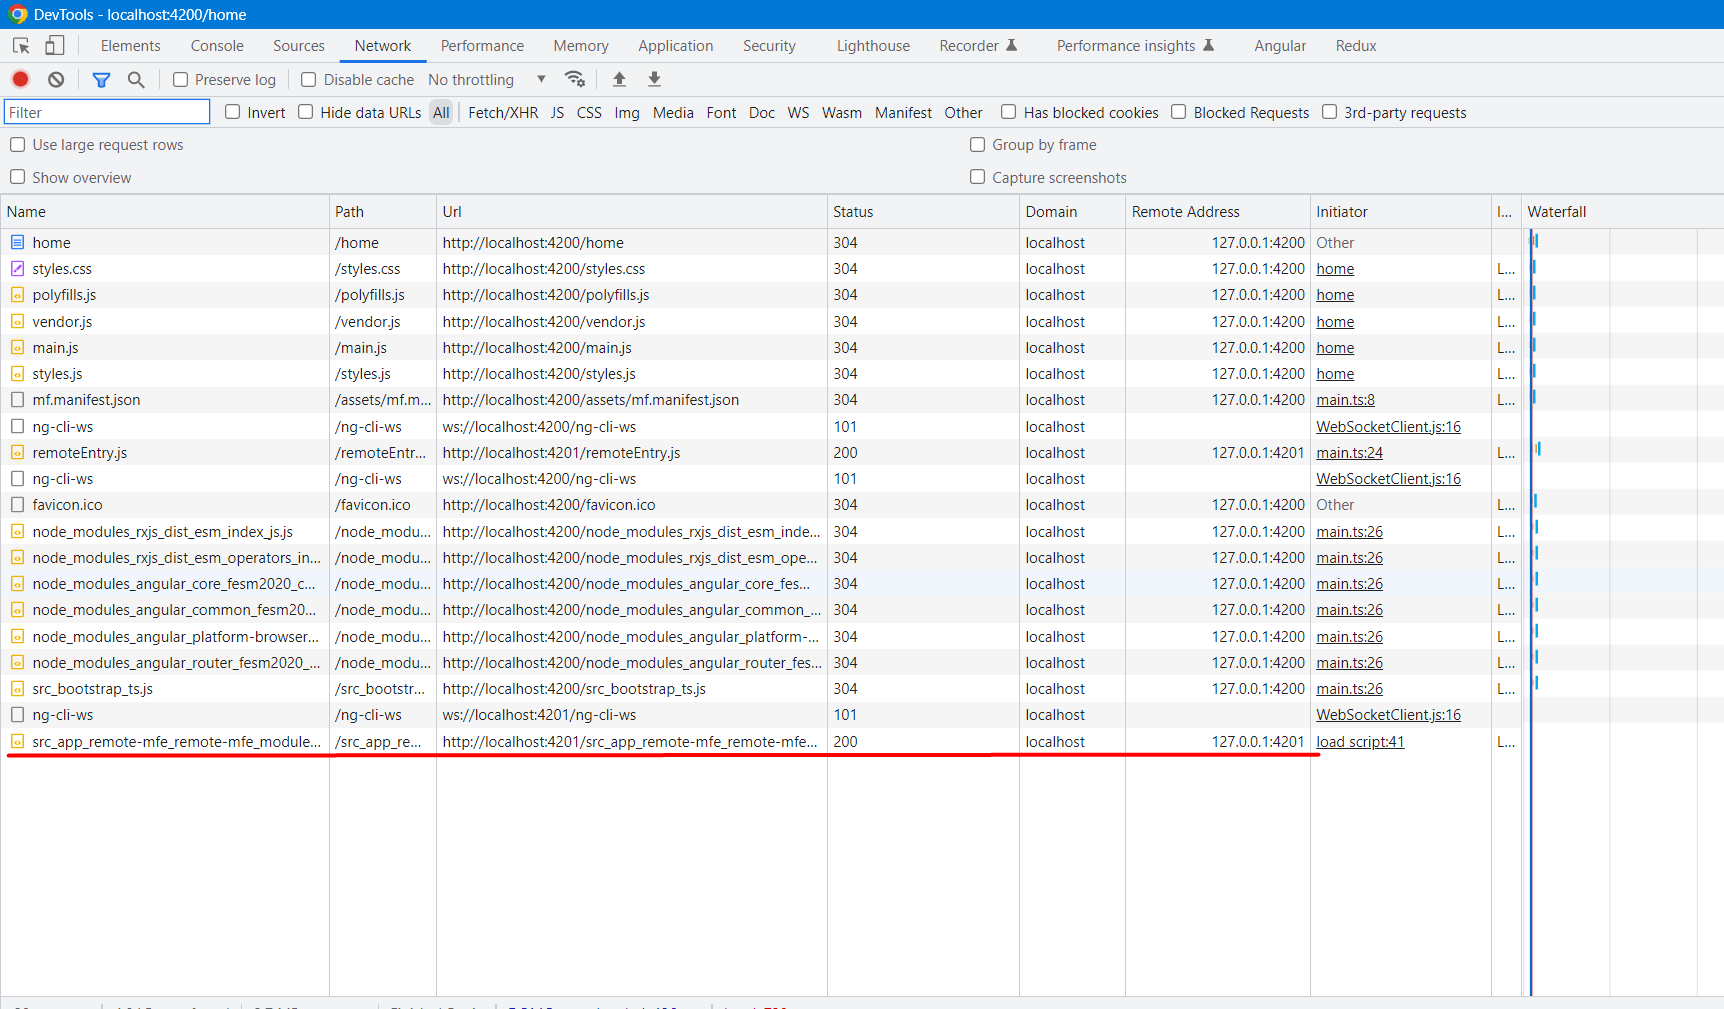 DevTools - localhost:4200/home
Elements Console Sources Network Performance Memory Application Security Lighthouse Recorder Performance insights Angular Redux
Preserve log Disable cache No throttling
Filter Invert Hide data URLs All Fetch/XHR JS CSS Img Media Font Doc WS Wasm Manifest Other Has blocked cookies Blocked Requests 3rd-party requests
Use large request rows Group by frame
Show overview Capture screenshots
Name Path Url Status Domain Remote Address Initiator I... Waterfall
home /home http://localhost:4200/home 304 localhost 127.0.0.1:4200 Other
styles.css /styles.css http://localhost:4200/styles.css 304 localhost 127.0.0.1:4200 home L...
polyfills.js /polyfills.js http://localhost:4200/polyfills.js 304 localhost 127.0.0.1:4200 home L...
vendor.js /vendor.js http://localhost:4200/vendor.js 304 localhost 127.0.0.1:4200 home L...
main.js /main.js http://localhost:4200/main.js 304 localhost 127.0.0.1:4200 home L...
styles.js /styles.js http://localhost:4200/styles.js 304 localhost 127.0.0.1:4200 home L...
mf.manifest.json /assets/mf.m... http://localhost:4200/assets/mf.manifest.json 304 localhost 127.0.0.1:4200 main.ts:8 L...
ng-cli-ws /ng-cli-ws ws://localhost:4200/ng-cli-ws 101 localhost WebSocketClient.js:16
remoteEntry.js /remoteEntr... http://localhost:4201/remoteEntry.js 200 localhost 127.0.0.1:4201 main.ts:24 L...
ng-cli-ws /ng-cli-ws ws://localhost:4200/ng-cli-ws 101 localhost WebSocketClient.js:16
favicon.ico /favicon.ico http://localhost:4200/favicon.ico 304 localhost 127.0.0.1:4200 Other L...
node_modules_rxjs_dist_esm_index_js.js /node_modu... http://localhost:4200/node_modules_rxjs_dist_esm_inde... 304 localhost 127.0.0.1:4200 main.ts:26 L...
node_modules_rxjs_dist_esm_operators_in... /node_modu... http://localhost:4200/node_modules_rxjs_dist_esm_ope... 304 localhost 127.0.0.1:4200 main.ts:26 L...
node_modules_angular_core_fesm2020_c... /node_modu... http://localhost:4200/node_modules_angular_core_fes... 304 localhost 127.0.0.1:4200 main.ts:26 L...
node_modules_angular_common_fesm20... /node_modu... http://localhost:4200/node_modules_angular_common_... 304 localhost 127.0.0.1:4200 main.ts:26 L...
node_modules_angular_platform-browser... /node_modu... http://localhost:4200/node_modules_angular_platform-... 304 localhost 127.0.0.1:4200 main.ts:26 L...
node_modules_angular_router_fesm2020_... /node_modu... http://localhost:4200/node_modules_angular_router_fes... 304 localhost 127.0.0.1:4200 main.ts:26 L...
src_bootstrap_ts.js /src_bootstr... http://localhost:4200/src_bootstrap_ts.js 304 localhost 127.0.0.1:4200 main.ts:26 L...
ng-cli-ws /ng-cli-ws ws://localhost:4201/ng-cli-ws 101 localhost WebSocketClient.js:16
src_app_remote-mfe_remote-mfe_module... /src_app_re... http://localhost:4201/src_app_remote-mfe_remote-mfe... 200 localhost 127.0.0.1:4201 load script:41 L...